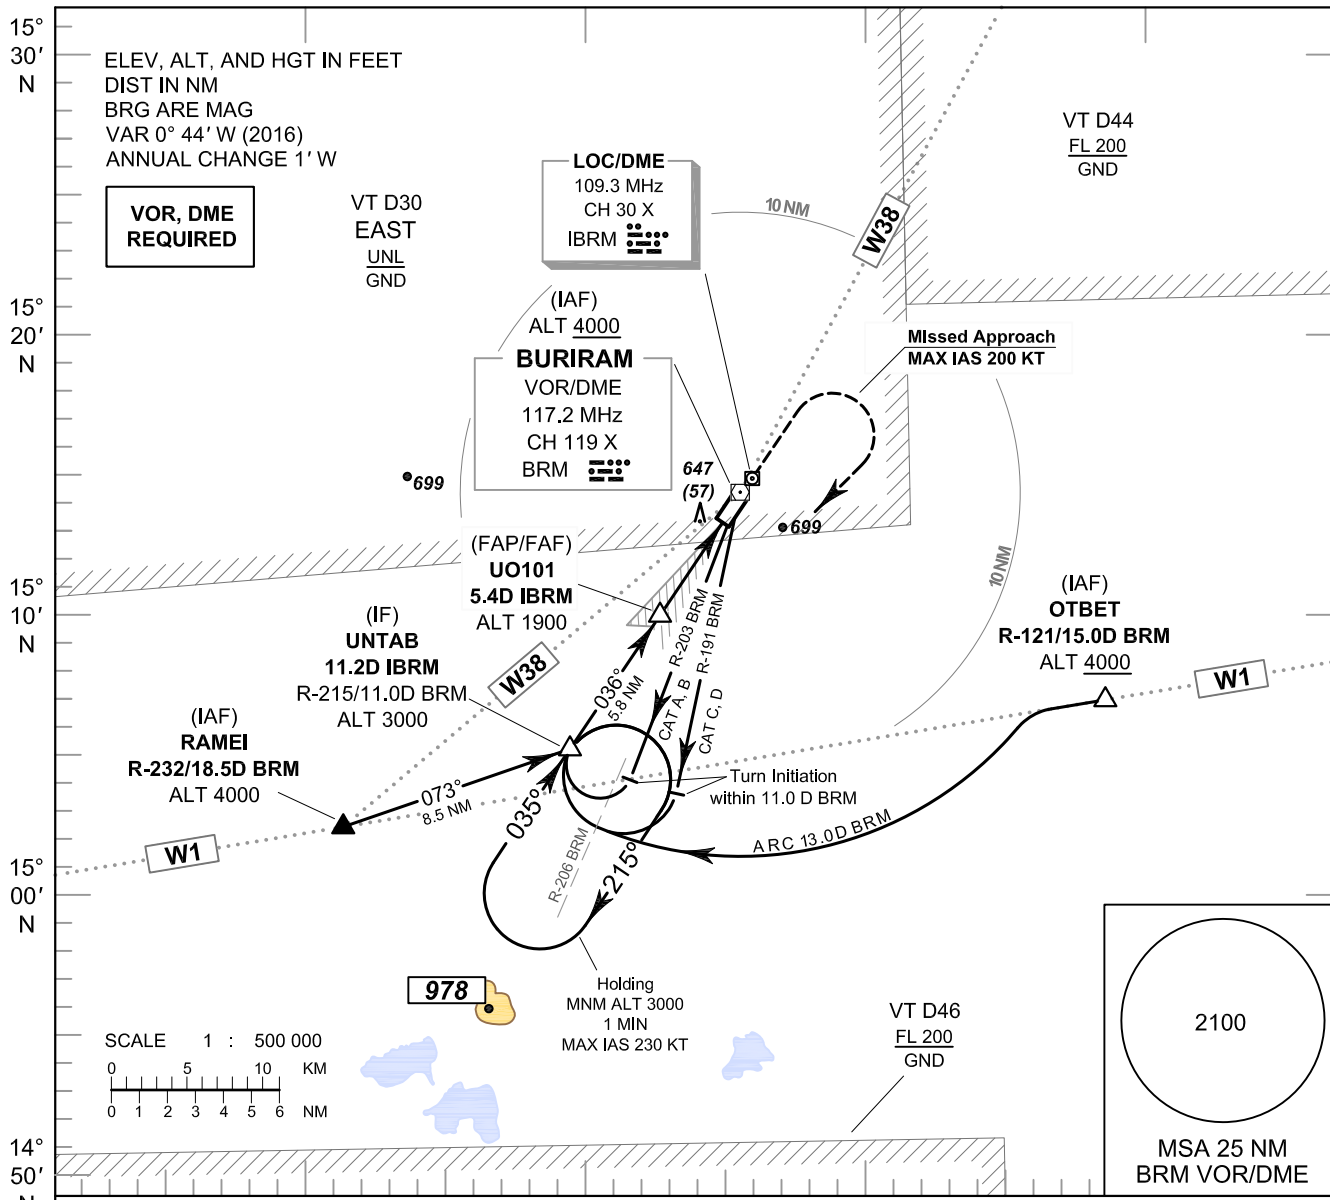 15°
30′
N
ELEV, ALT, AND HGT IN FEET
DIST IN NM
BRG ARE MAG
VAR 0° 44′ W (2016)
ANNUAL CHANGE 1′ W
VOR, DME
REQUIRED
VT D30
EAST
UNL
GND
LOC/DME
109.3 MHz
CH 30 X
IBRM
10 NM
W38
VT D44
FL 200
GND
15°
20′
N
(IAF)
ALT 4000
BURIRAM
VOR/DME
117.2 MHz
CH 119 X
BRM
MIssed Approach
MAX IAS 200 KT
699
647
(57)
699
15°
10′
N
(FAP/FAF)
UO101
5.4D IBRM
ALT 1900
10 NM
(IAF)
OTBET
R-121/15.0D BRM
ALT 4000
(IF)
UNTAB
11.2D IBRM
R-215/11.0D BRM
ALT 3000
W38
036°
5.8 NM
R-203 BRM
CAT A, B
R-191 BRM
CAT C, D
W1
(IAF)
RAMEI
R-232/18.5D BRM
ALT 4000
073°
8.5 NM
Turn Initiation
within 11.0 D BRM
W1
035°
215°
R-206 BRM
ARC 13.0D BRM
15°
00′
N
978
Holding
MNM ALT 3000
1 MIN
MAX IAS 230 KT
VT D46
FL 200
GND
2100
MSA 25 NM
BRM VOR/DME
SCALE 1 : 500 000
0 5 10 KM
0 1 2 3 4 5 6 NM
14°
50′
N